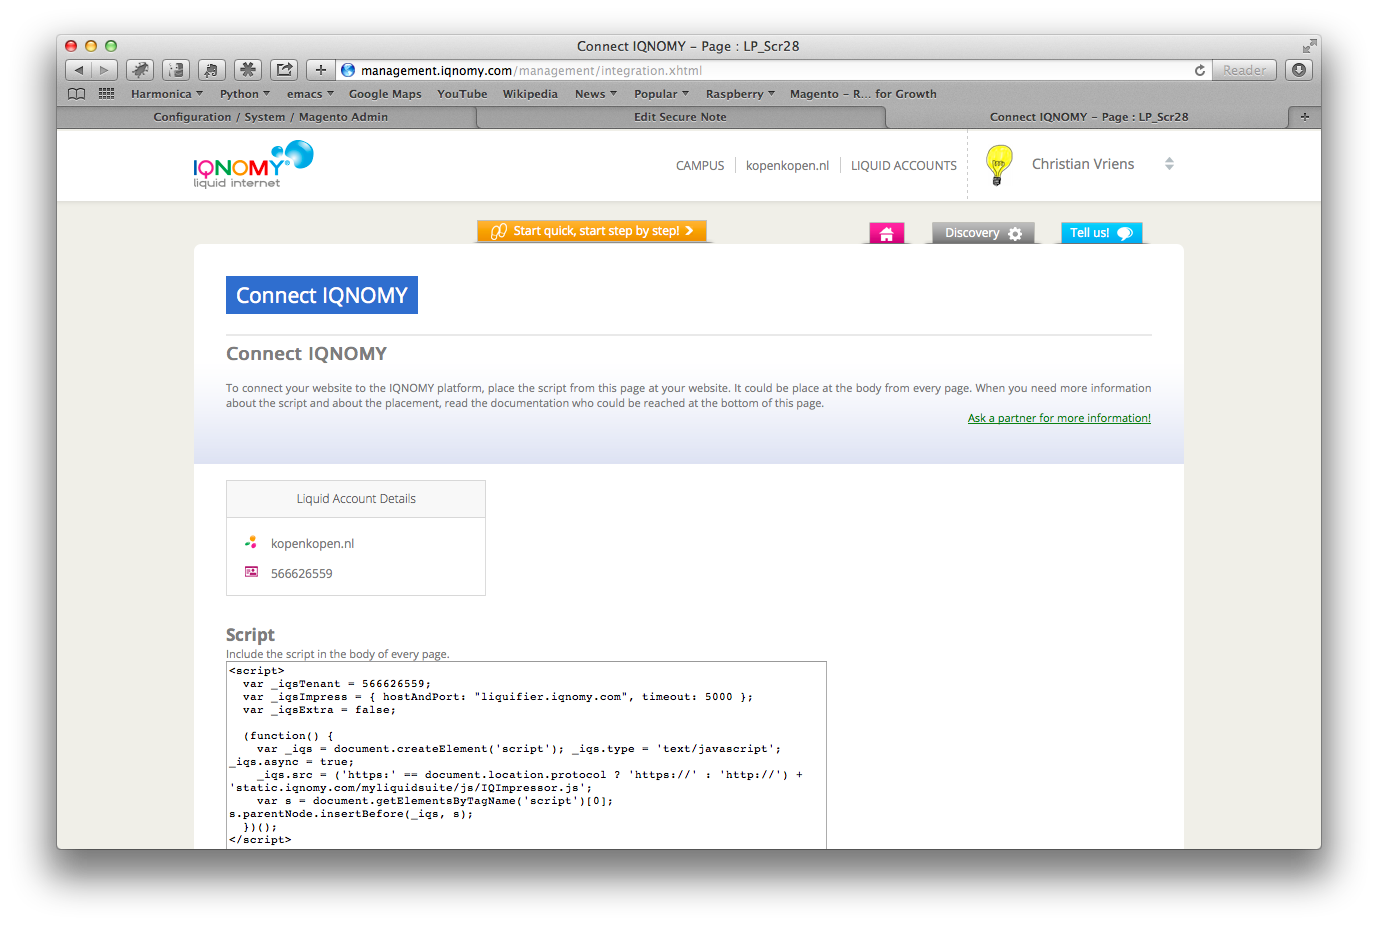 Connect IQNOMY – Page : LP_Scr28
management.iqnomy.com/management/integration.xhtml
Reader
Harmonica Python emacs Google Maps YouTube Wikipedia News Popular Raspberry Magento – R... for Growth
Configuration / System / Magento Admin
Edit Secure Note
Connect IQNOMY – Page : LP_Scr28
IQNOMY
liquid internet
CAMPUS kopenkopen.nl LIQUID ACCOUNTS
Christian Vriens
Start quick, start step by step!
Discovery
Tell us!
Connect IQNOMY
Connect IQNOMY
To connect your website to the IQNOMY platform, place the script from this page at your website. It could be place at the body from every page. When you need more information
about the script and about the placement, read the documentation who could be reached at the bottom of this page.
Ask a partner for more information!
Liquid Account Details
kopenkopen.nl
566626559
Script
Include the script in the body of every page.
<script>
var _iqsTenant = 566626559;
var _iqsImpress = { hostAndPort: "liquifier.iqnomy.com", timeout: 5000 };
var _iqsExtra = false;
(function() {
var _iqs = document.createElement('script'); _iqs.type = 'text/javascript';
_iqs.async = true;
_iqs.src = ('https:' == document.location.protocol ? 'https://' : 'http://') +
'static.iqnomy.com/myliquidsuite/js/IQImpressor.js';
var s = document.getElementsByTagName('script')[0];
s.parentNode.insertBefore(_iqs, s);
})();
</script>